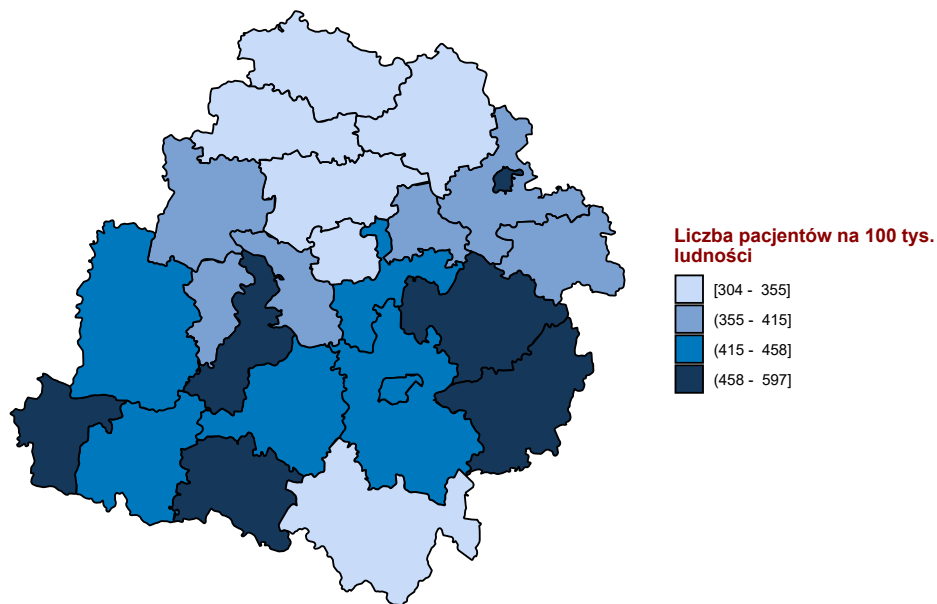 Liczba pacjentów na 100 tys.
ludności
[304 - 355]
(355 - 415]
(415 - 458]
(458 - 597]